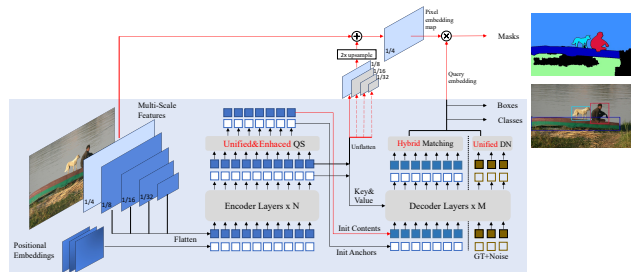 Pixel
embedding
map
1/4
Masks
2x upsample
1/8
1/16
1/32
Query
embedding
Multi-Scale
Features
Boxes
Classes
Unified&Enhaced QS
Unflatten
Hybrid Matching
Unified DN
1/4
1/8
1/16
1/32
Key&
Value
Encoder Layers x N
Decoder Layers x M
Positional Embeddings
Flatten
Init Contents
Init Anchors
GT+Noise